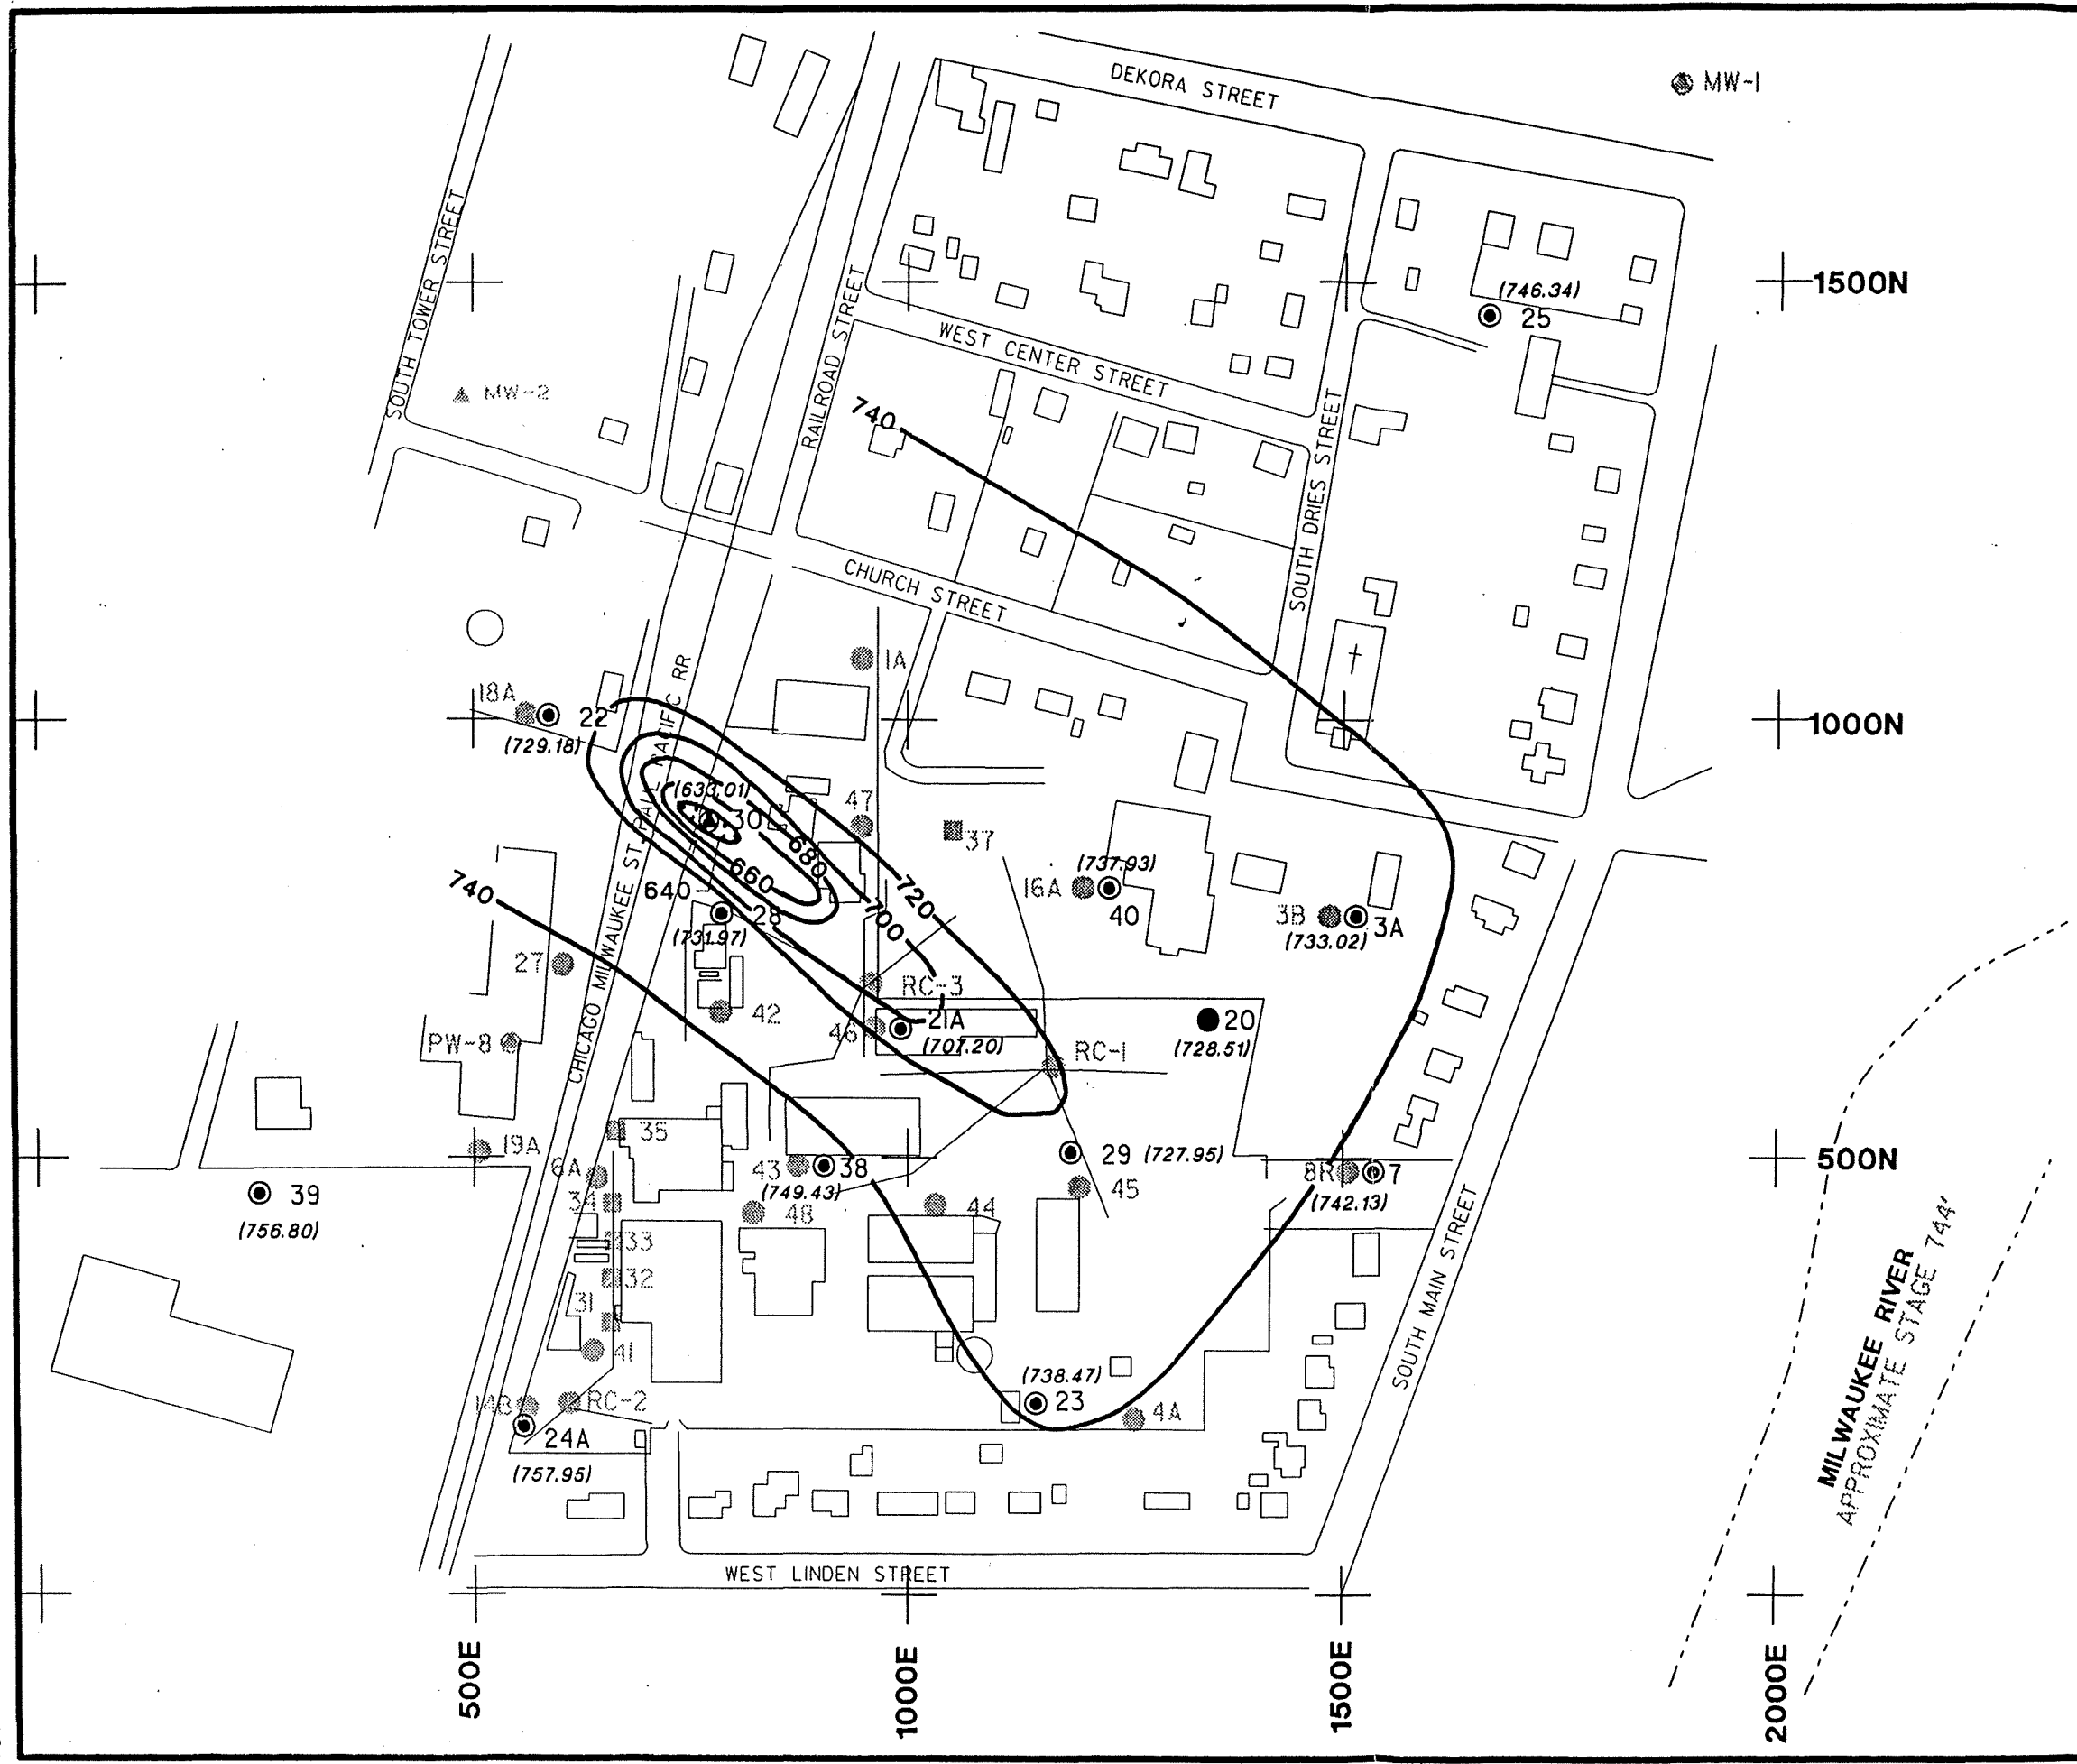 DEKORA STREET
MW-1
SOUTH TOWER STREET
RAILROAD STREET
1500N
(746.34)
25
WEST CENTER STREET
MW-2
740
SOUTH DRIES STREET
CHURCH STREET
1A
18A
22
(729.18)
1000N
CHICAGO MILWAUKEE ST. PAUL PACIFIC RR
(633.01)
30
47
37
680
660
640
720
700
740
28
(731.97)
(737.93)
16A
40
3B
3A
(733.02)
27
RC-3
42
21A
46
(707.20)
20
(728.51)
PW-8
RC-1
35
19A
6A
43
38
(749.43)
29 (727.95)
45
8R
7
(742.13)
500N
39
(756.80)
34
48
44
33
32
31
41
SOUTH MAIN STREET
MILWAUKEE RIVER
APPROXIMATE STAGE 744'
14B
RC-2
24A
(757.95)
(738.47)
23
4A
WEST LINDEN STREET
500E
1000E
1500E
2000E